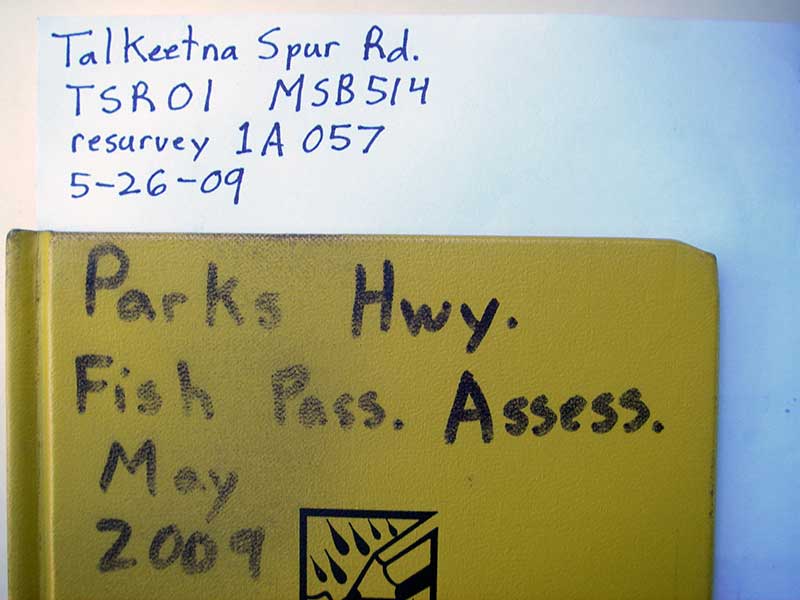 Talkeetna Spur Rd.
TSR01 MSB514
resurvey 1A 057
5-26-09
Parks Hwy.
Fish Pass. Assess.
May
2009